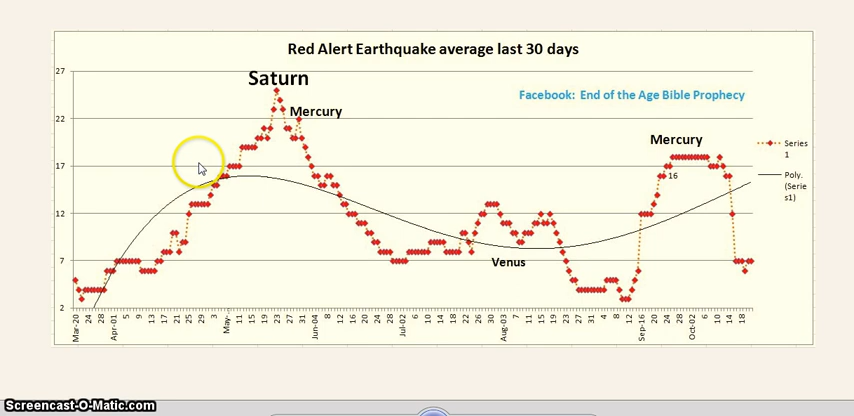 Red Alert Earthquake average last 30 days
27
Saturn
Facebook: End of the Age Bible Prophecy
Mercury
22
Mercury
Series
1
17
16
Poly.
(Serie
s1)
12
7
Venus
2
Mar-20 24 28 Apr-01 5 9 13 17 21 25 29 3 May- 11 15 19 23 27 31 Jun-04 8 12 16 20 24 28 Jul-02 6 10 14 18 22 26 30 Aug-03 7 11 15 19 23 27 31 4 8 12 Sep-16 20 24 28 Oct-02 6 10 14 18
Screencast-O-Matic.com